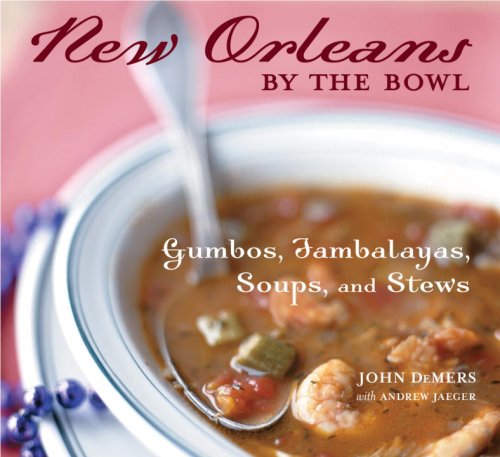 New Orleans
BY THE BOWL
Gumbos, Jambalayas,
Soups, and Stews
JOHN DEMERS
with ANDREW JAEGER